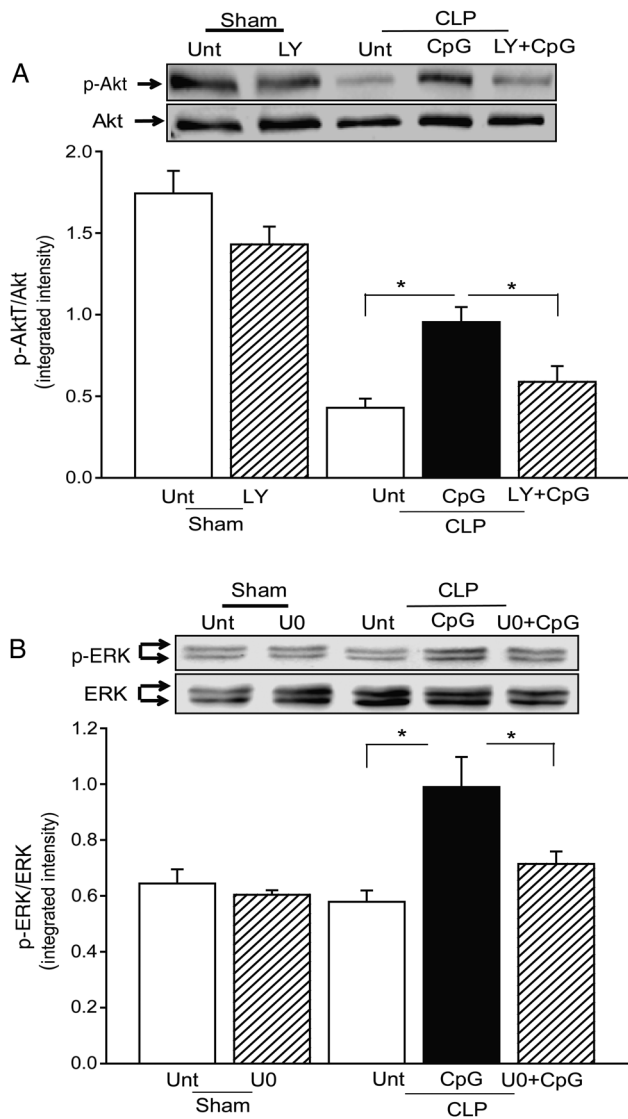 Sham CLP
Unt LY Unt CpG LY+CpG
A
p-Akt
Akt
2.0
1.5
1.0
0.5
0.0
p-AktT/Akt
(integrated intensity)
* *
Unt LY Unt CpG LY+CpG
Sham CLP
CLP
Sham
Unt U0 Unt CpG U0+CpG
B
p-ERK
ERK
1.2
1.0
0.8
0.6
0.4
0.2
0.0
p-ERK/ERK
(integrated intensity)
* *
Unt U0 Unt CpG U0+CpG
Sham CLP